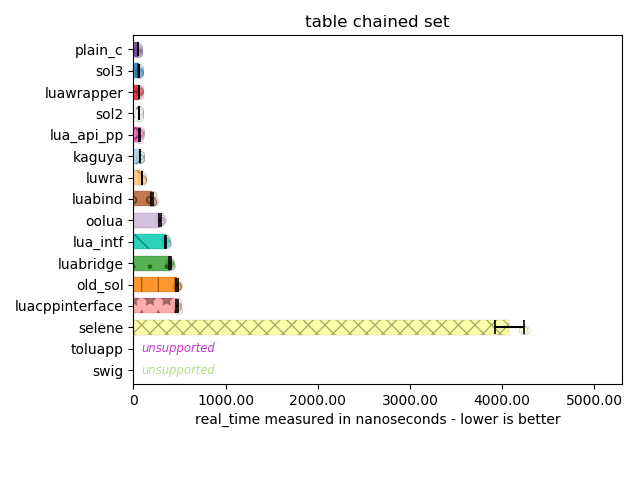 table chained set
plain_c
sol3
luawrapper
sol2
lua_api_pp
kaguya
luwra
luabind
oolua
lua_intf
luabridge
old_sol
luacppinterface
selene
toluapp unsupported
swig unsupported
0 1000.00 2000.00 3000.00 4000.00 5000.00
real_time measured in nanoseconds - lower is better